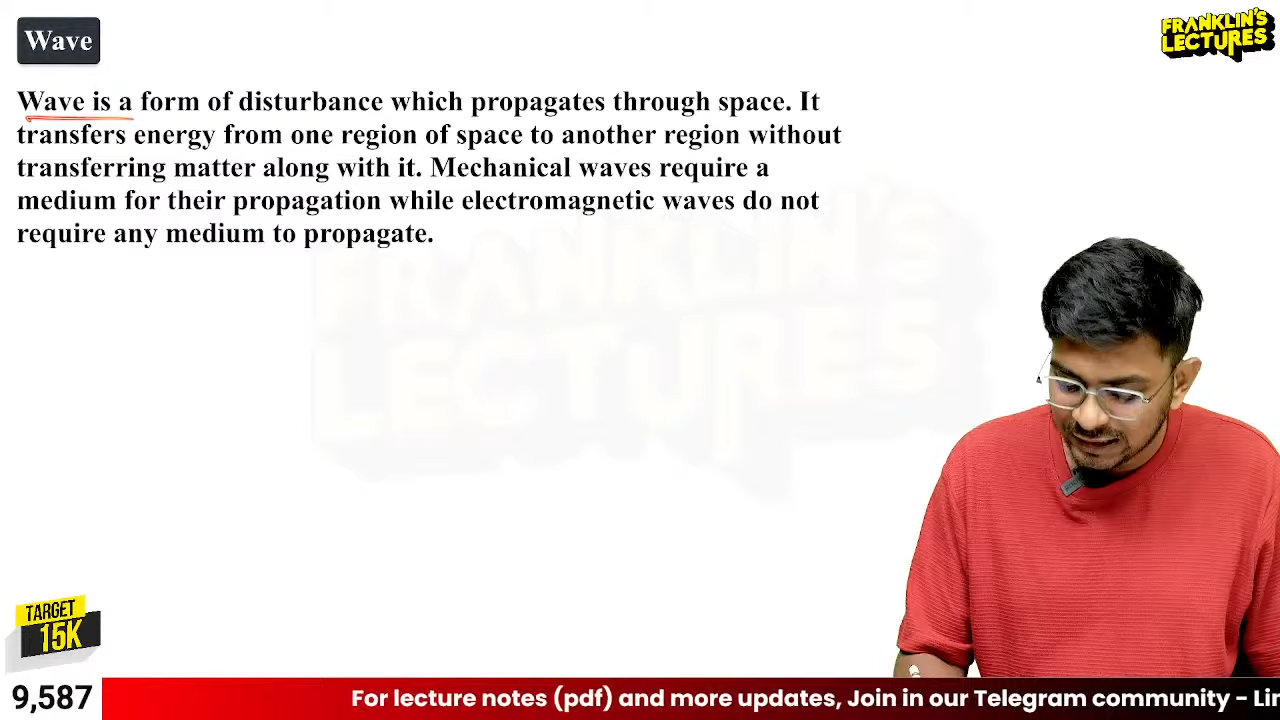 Wave
FRANKLIN'S
LECTURES
Wave is a form of disturbance which propagates through space. It
transfers energy from one region of space to another region without
transferring matter along with it. Mechanical waves require a
medium for their propagation while electromagnetic waves do not
require any medium to propagate.
FRANKLIN'S
LECTURES
TARGET
15K
9,587
For lecture notes (pdf) and more updates, Join in our Telegram community - Lin